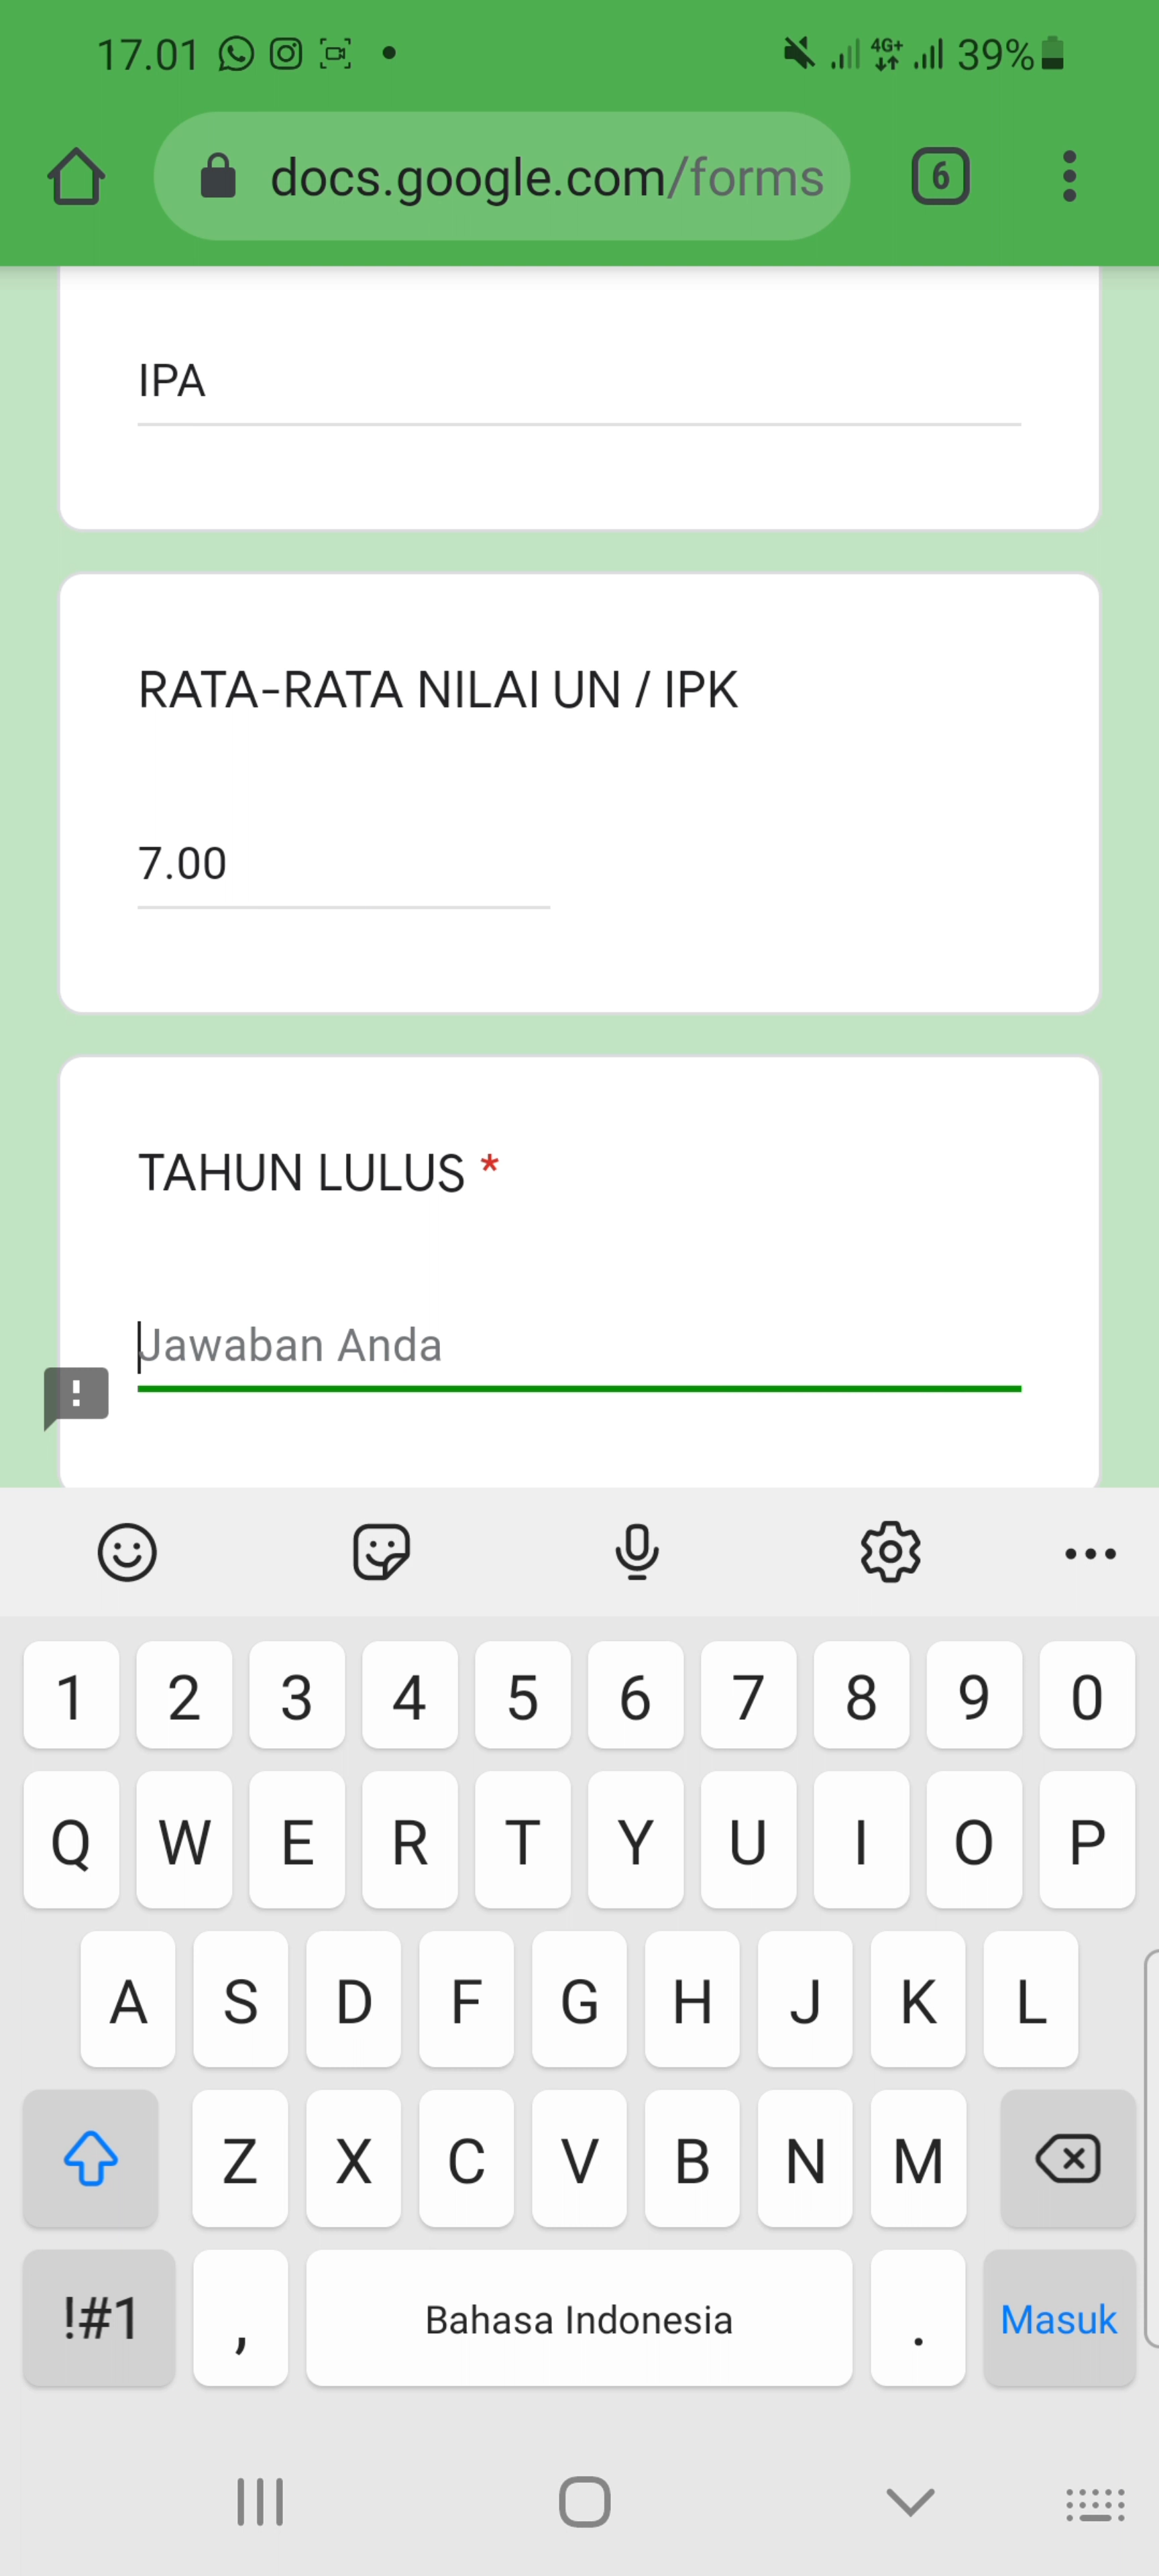 17.01 4G+ 39%
docs.google.com/forms 6
IPA
RATA-RATA NILAI UN / IPK
7.00
TAHUN LULUS *
Jawaban Anda
1 2 3 4 5 6 7 8 9 0
Q W E R T Y U I O P
A S D F G H J K L
Z X C V B N M
!#1 , Bahasa Indonesia . Masuk